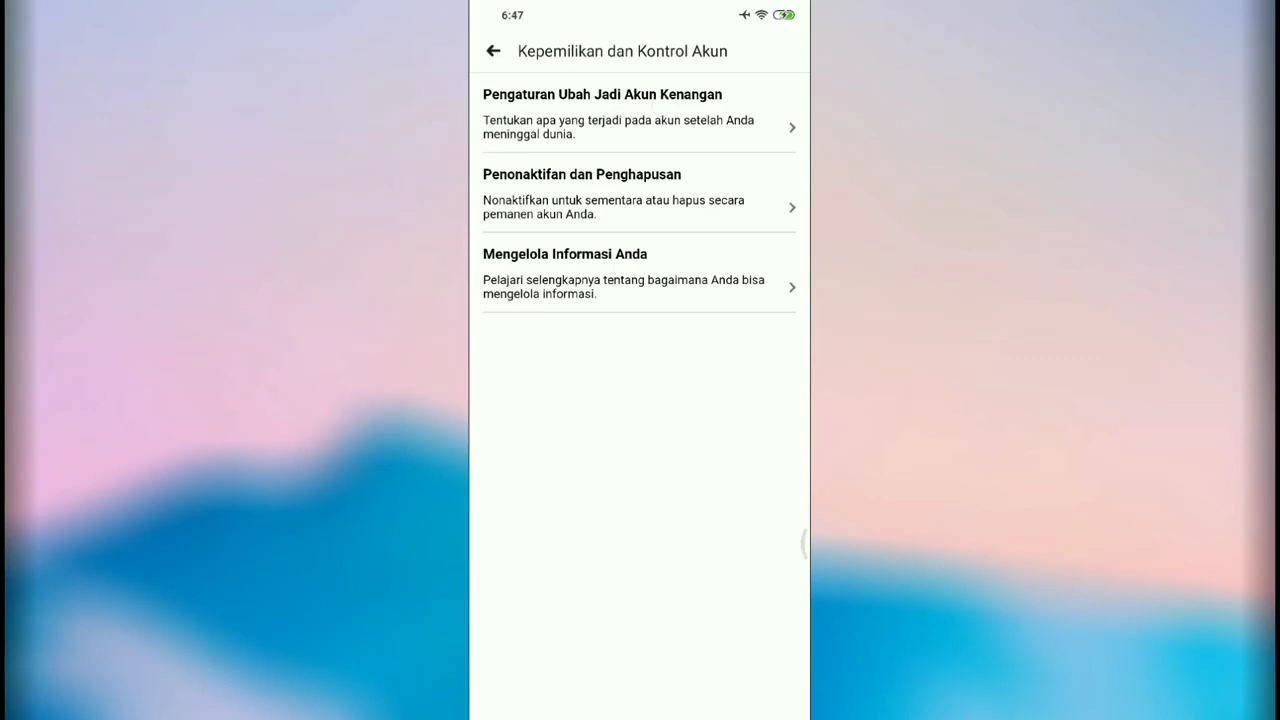 6:47
Kepemilikan dan Kontrol Akun
Pengaturan Ubah Jadi Akun Kenangan
Tentukan apa yang terjadi pada akun setelah Anda
meninggal dunia.
Penonaktifan dan Penghapusan
Nonaktifkan untuk sementara atau hapus secara
pemanen akun Anda.
Mengelola Informasi Anda
Pelajari selengkapnya tentang bagaimana Anda bisa
mengelola informasi.